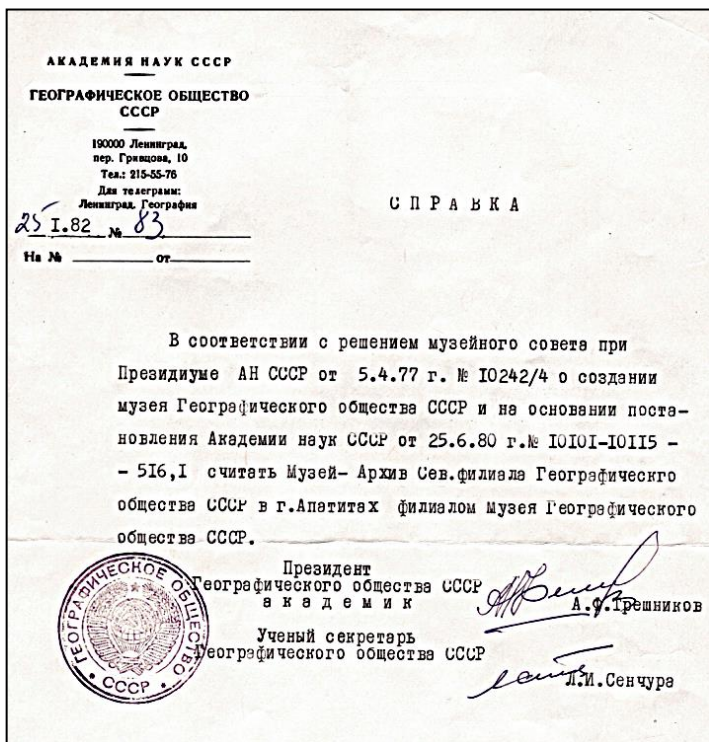 АКАДЕМИЯ НАУК СССР
ГЕОГРАФИЧЕСКОЕ ОБЩЕСТВО
СССР
190000 Ленинград,
пер. Гривцова, 10
Тел.: 215-55-76
Для телеграмм:
Ленинград, География
25 I.82 № 83
На № от
СПРАВКА
В соответствии с решением музейного совета при
Президиуме АН СССР от 5.4.77 г. № I0242/4 о создании
музея Географического общества СССР и на основании поста-
новления Академии наук СССР от 25.6.80 г.№ I0I0I-I0II5 -
- 5I6,I считать Музей- Архив Сев.филиала Географическго
общества СССР в г.Апатитах филиалом Музея Географического
общества СССР.
Президент
Географического общества СССР
академик
А.Ф.Трешников
Ученый секретарь
Географического общества СССР
Л.И.Сенчура
ГЕОГРАФИЧЕСКОЕ ОБЩЕСТВО
СССР